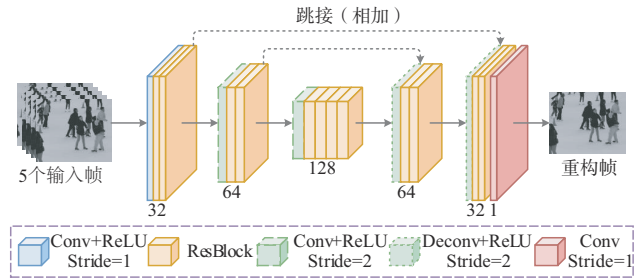 跳接（相加）
5个输入帧
32
64
128
64
32 1
重构帧
Conv+ReLU
Stride=1
ResBlock
Conv+ReLU
Stride=2
Deconv+ReLU
Stride=2
Conv
Stride=1